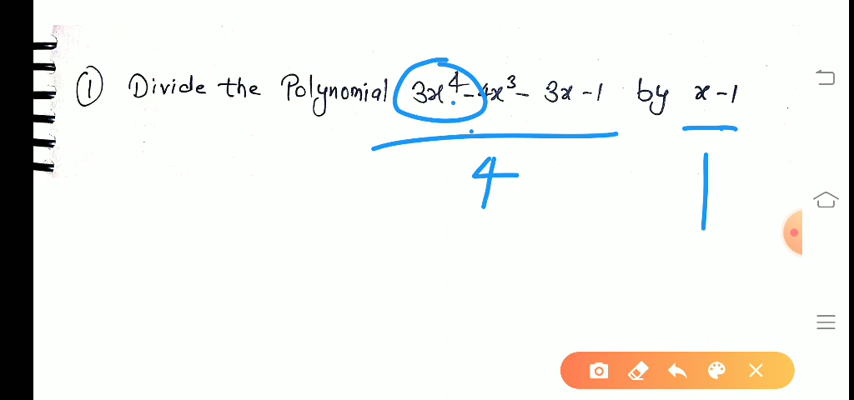 ① Divide the Polynomial 3x⁴ - 4x³ - 3x - 1 by x - 1
4 1